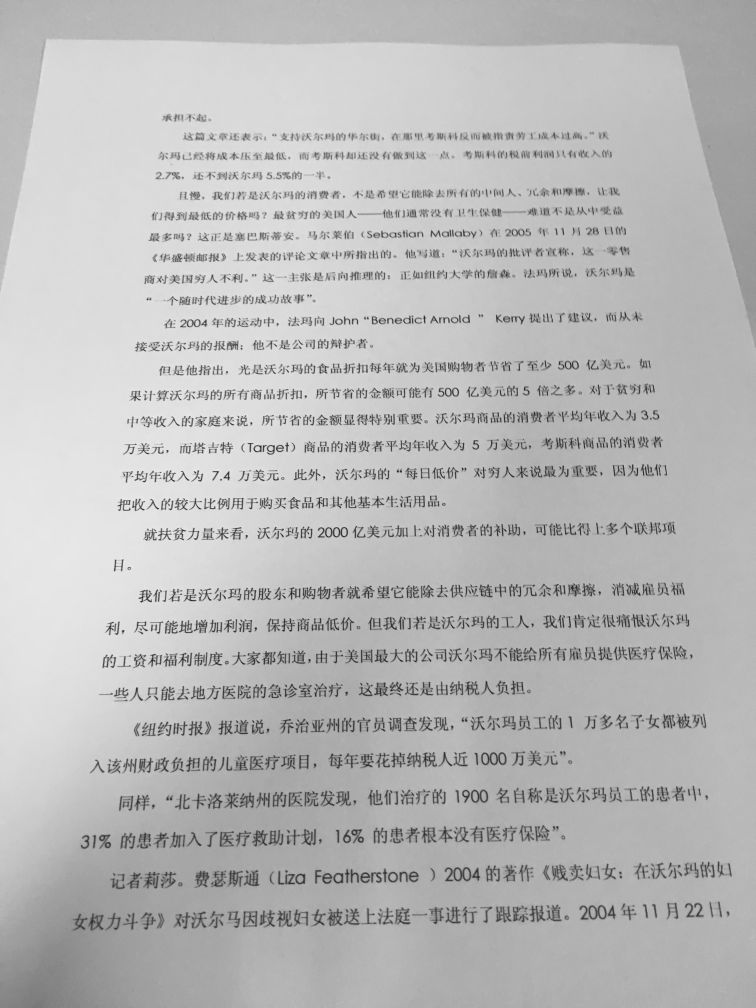 承担不起。
这篇文章还表示："支持沃尔玛的华尔街，在那里考斯科反而被指责劳工成本过高。"沃
尔玛已经将成本压至最低，而考斯科却还没有做到这一点。考斯科的税前利润只有收入的
2.7%，还不到沃尔玛 5.5%的一半。
且慢，我们若是沃尔玛的消费者，不是希望它能除去所有的中间人、冗余和摩擦，让我
们得到最低的价格吗？最贫穷的美国人——他们通常没有卫生保健——难道不是从中受益
最多吗？这正是塞巴斯蒂安。马尔莱伯（Sebastian Mallaby）在 2005 年 11 月 28 日的
《华盛顿邮报》上发表的评论文章中所指出的。他写道："沃尔玛的批评者宣称，这一零售
商对美国穷人不利。"这一主张是后向推理的；正如纽约大学的詹森。法玛所说，沃尔玛是
"一个随时代进步的成功故事"。
在 2004 年的运动中，法玛向 John "Benedict Arnold " Kerry 提出了建议，而从未
接受沃尔玛的报酬；他不是公司的辩护者。
但是他指出，光是沃尔玛的食品折扣每年就为美国购物者节省了至少 500 亿美元。如
果计算沃尔玛的所有商品折扣，所节省的金额可能有 500 亿美元的 5 倍之多。对于贫穷和
中等收入的家庭来说，所节省的金额显得特别重要。沃尔玛商品的消费者平均年收入为 3.5
万美元，而塔吉特（Target）商品的消费者平均年收入为 5 万美元，考斯科商品的消费者
平均年收入为 7.4 万美元。此外，沃尔玛的"每日低价"对穷人来说最为重要，因为他们
把收入的较大比例用于购买食品和其他基本生活用品。
就扶贫力量来看，沃尔玛的 2000 亿美元加上对消费者的补助，可能比得上多个联邦项
目。
我们若是沃尔玛的股东和购物者就希望它能除去供应链中的冗余和摩擦，消减雇员福
利，尽可能地增加利润，保持商品低价。但我们若是沃尔玛的工人，我们肯定很痛恨沃尔玛
的工资和福利制度。大家都知道，由于美国最大的公司沃尔玛不能给所有雇员提供医疗保险，
一些人只能去地方医院的急诊室治疗，这最终还是由纳税人负担。
《纽约时报》报道说，乔治亚州的官员调查发现，"沃尔玛员工的 1 万多名子女都被列
入该州财政负担的儿童医疗项目，每年要花掉纳税人近 1000 万美元"。
同样，"北卡洛莱纳州的医院发现，他们治疗的 1900 名自称是沃尔玛员工的患者中，
31% 的患者加入了医疗救助计划，16% 的患者根本没有医疗保险"。
记者莉莎。费瑟斯通（Liza Featherstone ）2004 的著作《贱卖妇女：在沃尔玛的妇
女权力斗争》对沃尔马因歧视妇女被送上法庭一事进行了跟踪报道。2004 年 11 月 22 日，